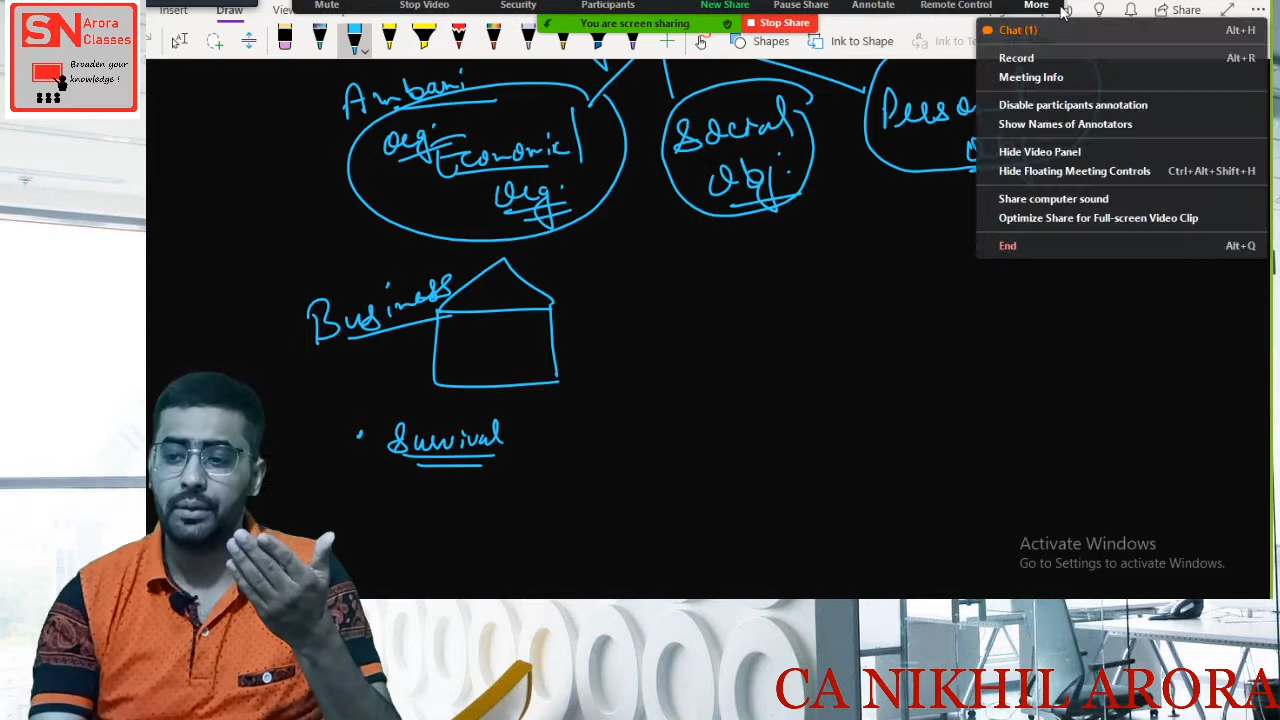 SN
Arora
Classes
Broaden your
knowledge !
Insert Draw View
Mute Stop Video Security Participants New Share Pause Share Annotate Remote Control More
You are screen sharing Stop Share
Shapes Ink to Shape Share
Chat (1) Alt+H
Record Alt+R
Meeting Info
Disable participants annotation
Show Names of Annotators
Hide Video Panel
Hide Floating Meeting Controls Ctrl+Alt+Shift+H
Share computer sound
Optimize Share for Full-screen Video Clip
End Alt+Q
Ambani
Economic
Social
obj.
Business
• Survival
Activate Windows
Go to Settings to activate Windows.
CA NIKHIL ARORA